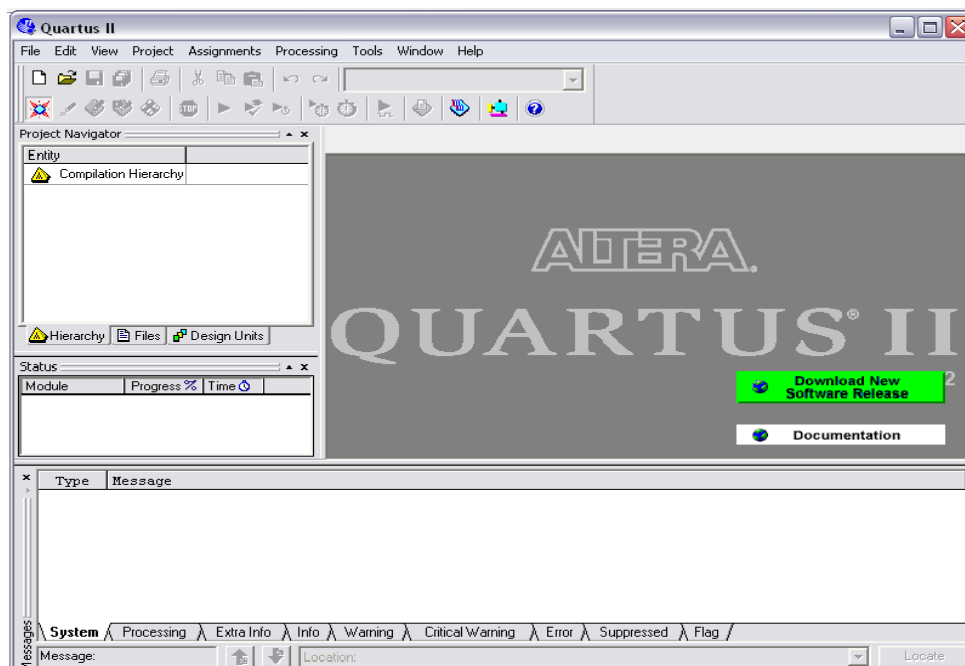 Quartus II
File Edit View Project Assignments Processing Tools Window Help
STOP
Project Navigator
Entity
Compilation Hierarchy
Hierarchy Files Design Units
Status
Module Progress % Time
ALTERA.
QUARTUS® II
2
Download New
Software Release
Documentation
Type Message
System Processing Extra Info Info Warning Critical Warning Error Suppressed Flag
Messages
Message: Location: Locate